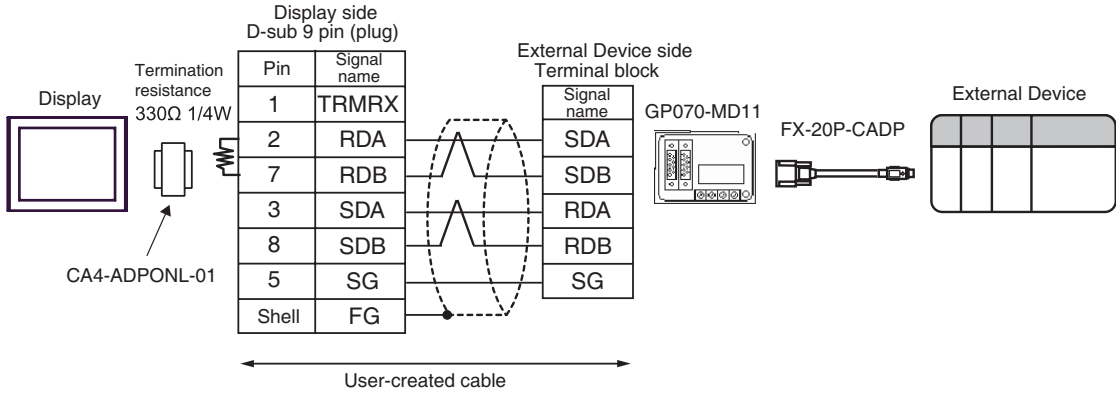 Display side
D-sub 9 pin (plug)
External Device side
Terminal block
Display
Termination
resistance
330Ω 1/4W
Pin
Signal
name
1
TRMRX
2
RDA
7
RDB
3
SDA
8
SDB
5
SG
Shell
FG
Signal
name
SDA
SDB
RDA
RDB
SG
GP070-MD11
FX-20P-CADP
External Device
CA4-ADPONL-01
User-created cable